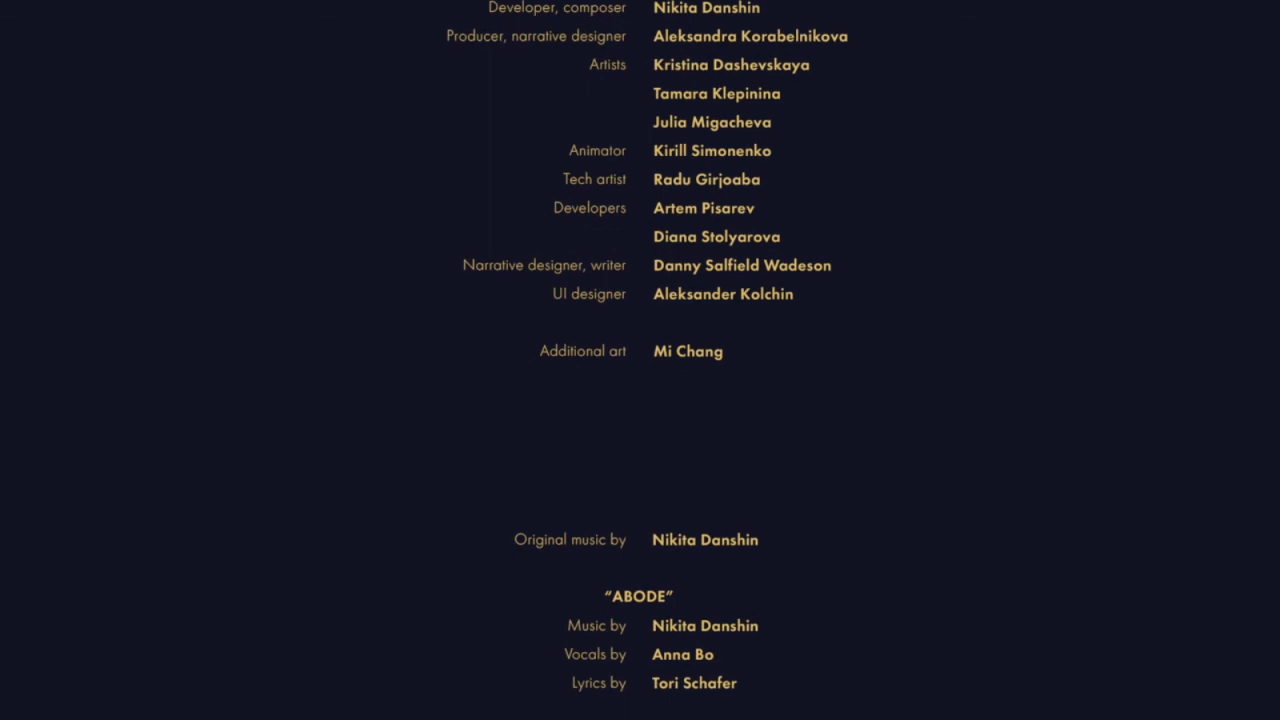 Developer, composer Nikita Danshin
Producer, narrative designer Aleksandra Korabelnikova
Artists Kristina Dashevskaya
Tamara Klepinina
Julia Migacheva
Animator Kirill Simonenko
Tech artist Radu Girjoaba
Developers Artem Pisarev
Diana Stolyarova
Narrative designer, writer Danny Salfield Wadeson
UI designer Aleksander Kolchin
Additional art Mi Chang
Original music by Nikita Danshin
“ABODE”
Music by Nikita Danshin
Vocals by Anna Bo
Lyrics by Tori Schafer